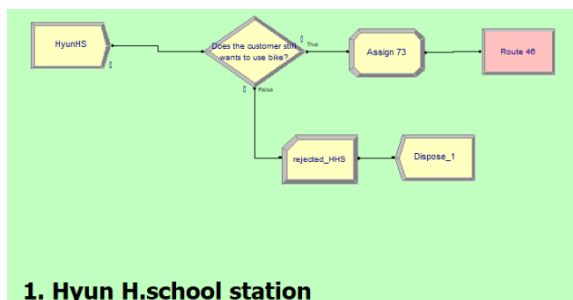 HyunHS
Does the customer still
wants to use bike?
True
Assign 73
Route 46
0
0
False
0
rejected_HHS
Dispose_1
1. Hyun H.school station